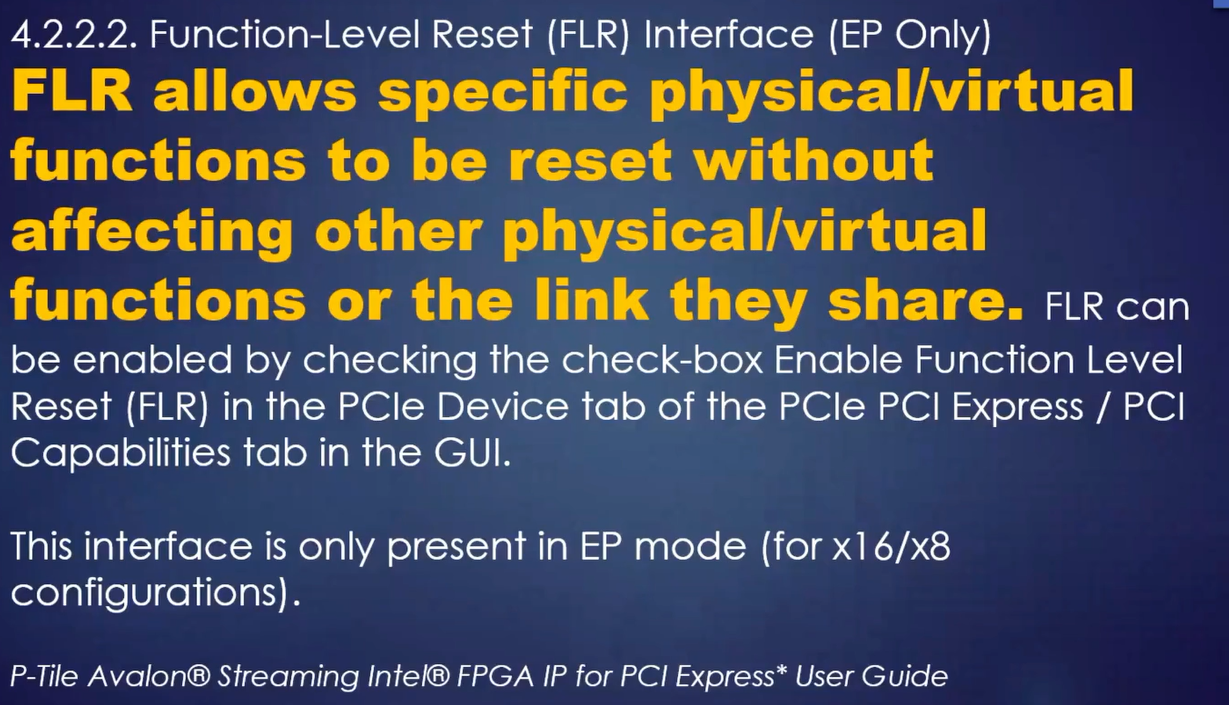 4.2.2.2. Function-Level Reset (FLR) Interface (EP Only)
FLR allows specific physical/virtual
functions to be reset without
affecting other physical/virtual
functions or the link they share. FLR can
be enabled by checking the check-box Enable Function Level
Reset (FLR) in the PCIe Device tab of the PCIe PCI Express / PCI
Capabilities tab in the GUI.
This interface is only present in EP mode (for x16/x8
configurations).
P-Tile Avalon® Streaming Intel® FPGA IP for PCI Express* User Guide